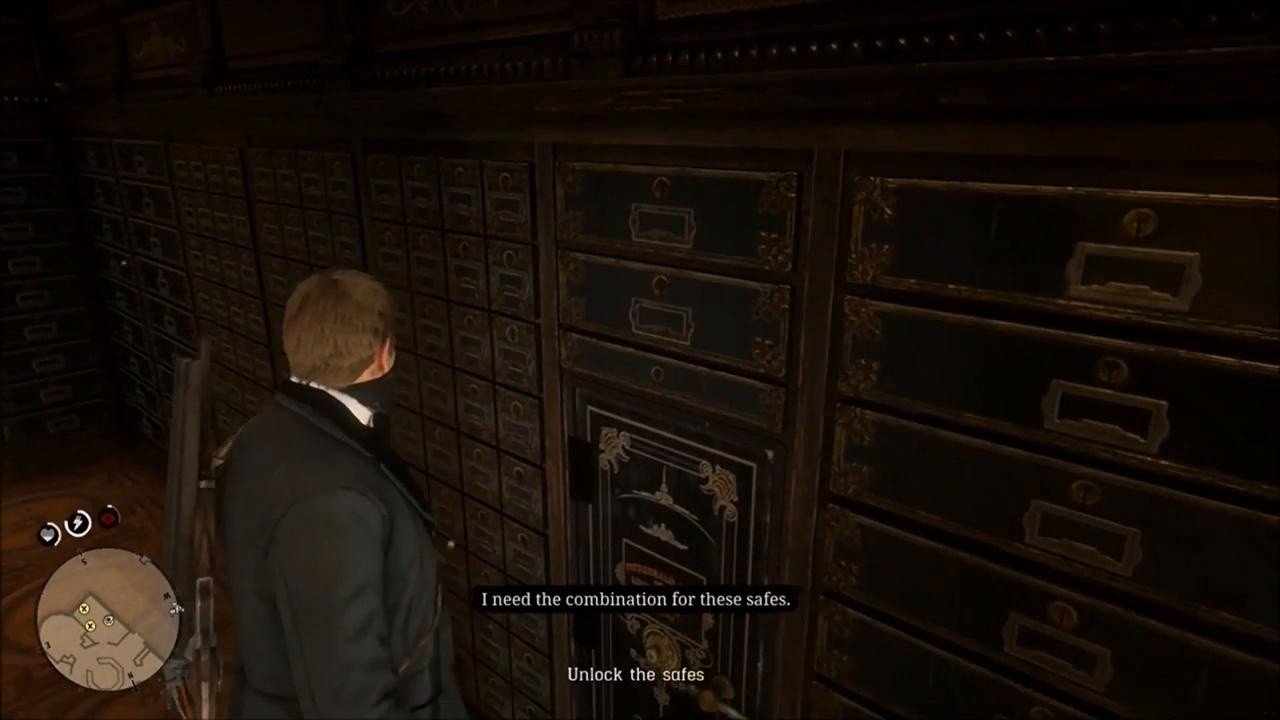 I need the combination for these safes.
Unlock the safes